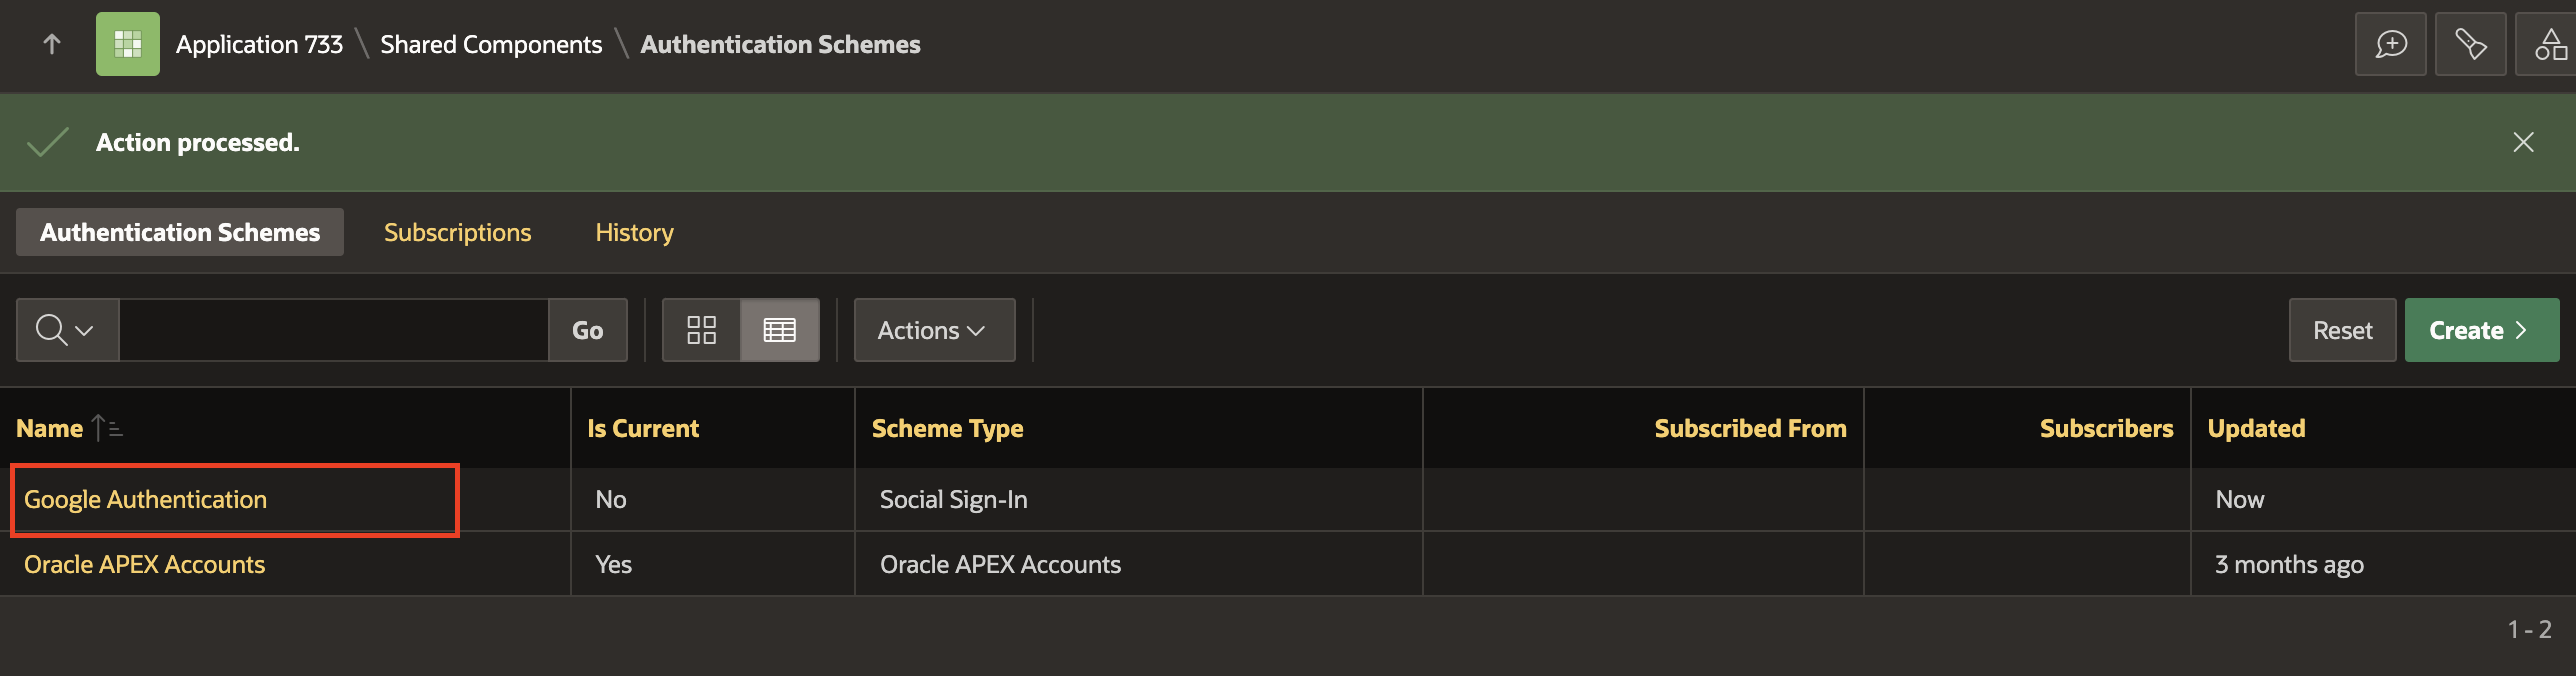 Application 733 \ Shared Components \ Authentication Schemes
Action processed.
Authentication Schemes Subscriptions History
Go Actions Reset Create
Name Is Current Scheme Type Subscribed From Subscribers Updated
Google Authentication No Social Sign-In Now
Oracle APEX Accounts Yes Oracle APEX Accounts 3 months ago
1 - 2